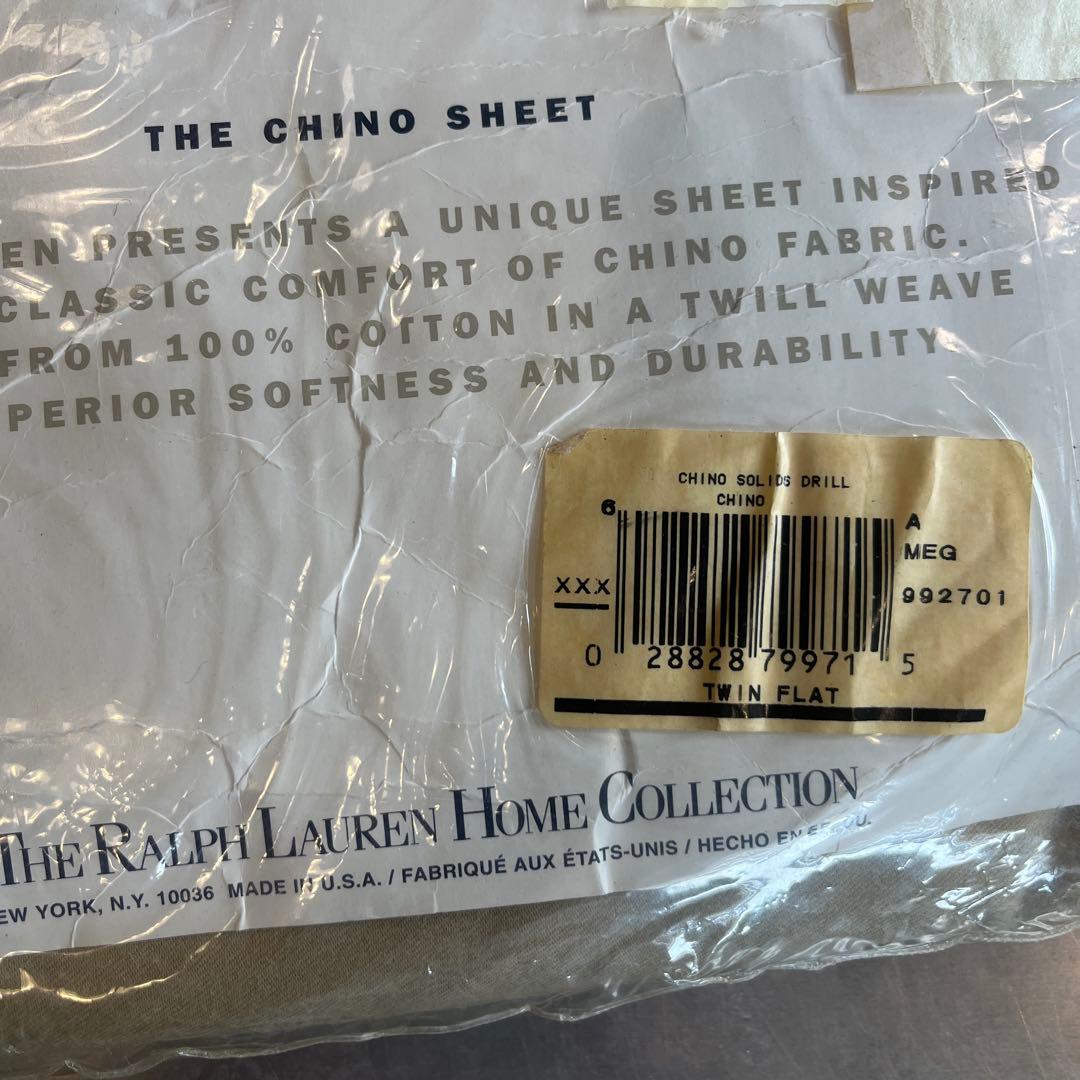 THE CHINO SHEET
EN PRESENTS A UNIQUE SHEET INSPIRED
CLASSIC COMFORT OF CHINO FABRIC.
FROM 100% COTTON IN A TWILL WEAVE
PERIOR SOFTNESS AND DURABILITY.
CHINO SOLIDS DRILL
CHINO
6
A
MEG
XXX
992701
0 28828 79971 5
TWIN FLAT
THE RALPH LAUREN HOME COLLECTION
EW YORK, N.Y. 10036 MADE IN U.S.A. / FABRIQUÉ AUX ÉTATS-UNIS / HECHO EN EE.UU.